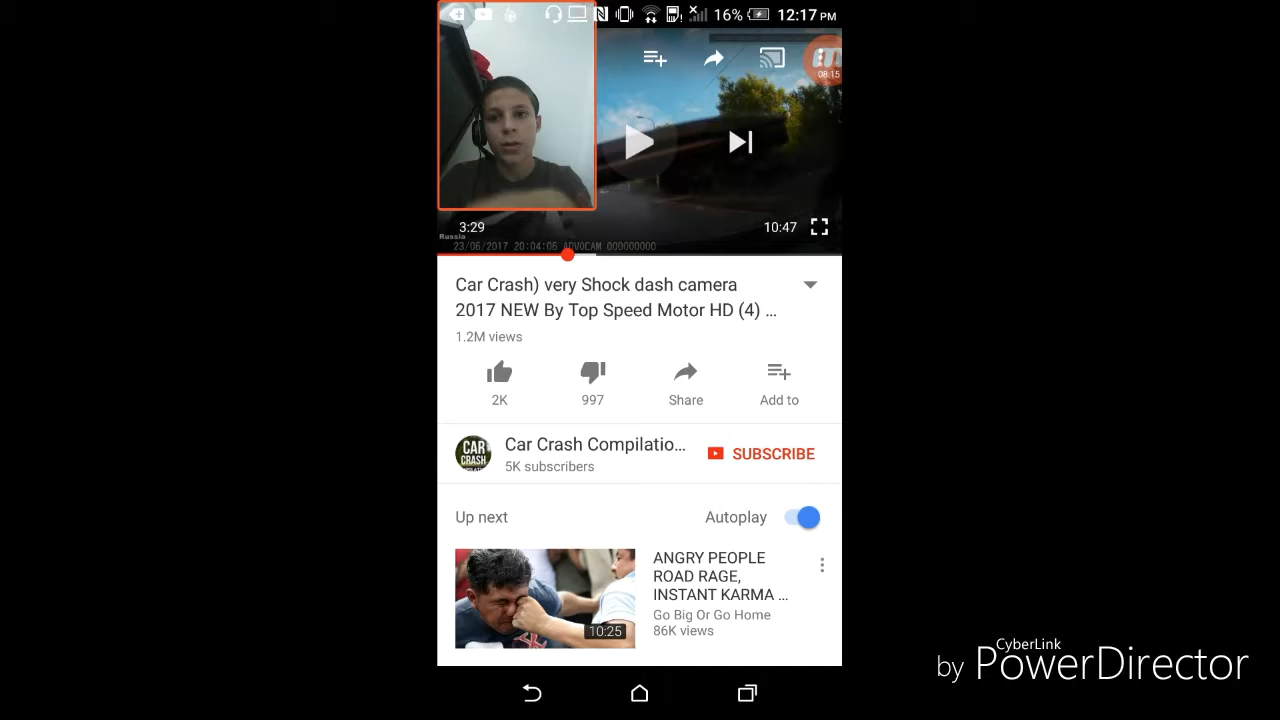 16% 12:17 PM
08:15
3:29
10:47
Russia
23/06/2017 20:04:06 ADVOCAM 000000000
Car Crash) very Shock dash camera
2017 NEW By Top Speed Motor HD (4) ...
1.2M views
2K
997
Share
Add to
CAR
CRASH
Car Crash Compilatio...
5K subscribers
SUBSCRIBE
Up next
Autoplay
10:25
ANGRY PEOPLE
ROAD RAGE,
INSTANT KARMA ...
Go Big Or Go Home
86K views
CyberLink
by PowerDirector